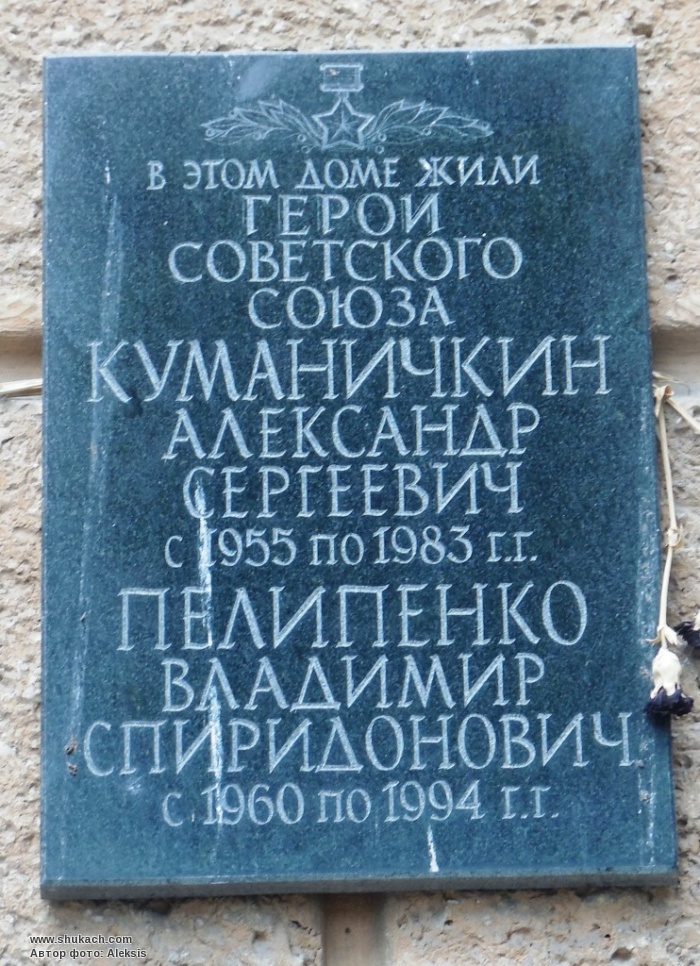 В ЭТОМ ДОМЕ ЖИЛИ
ГЕРОИ
СОВЕТСКОГО
СОЮЗА
КУМАНИЧКИН
АЛЕКСАНДР
СЕРГЕЕВИЧ
С 1955 ПО 1983 Г.Г.
ПЕЛИПЕНКО
ВЛАДИМИР
СПИРИДОНОВИЧ
С 1960 ПО 1994 Г.Г.
www.shukach.com
Автор фото: Aleksis